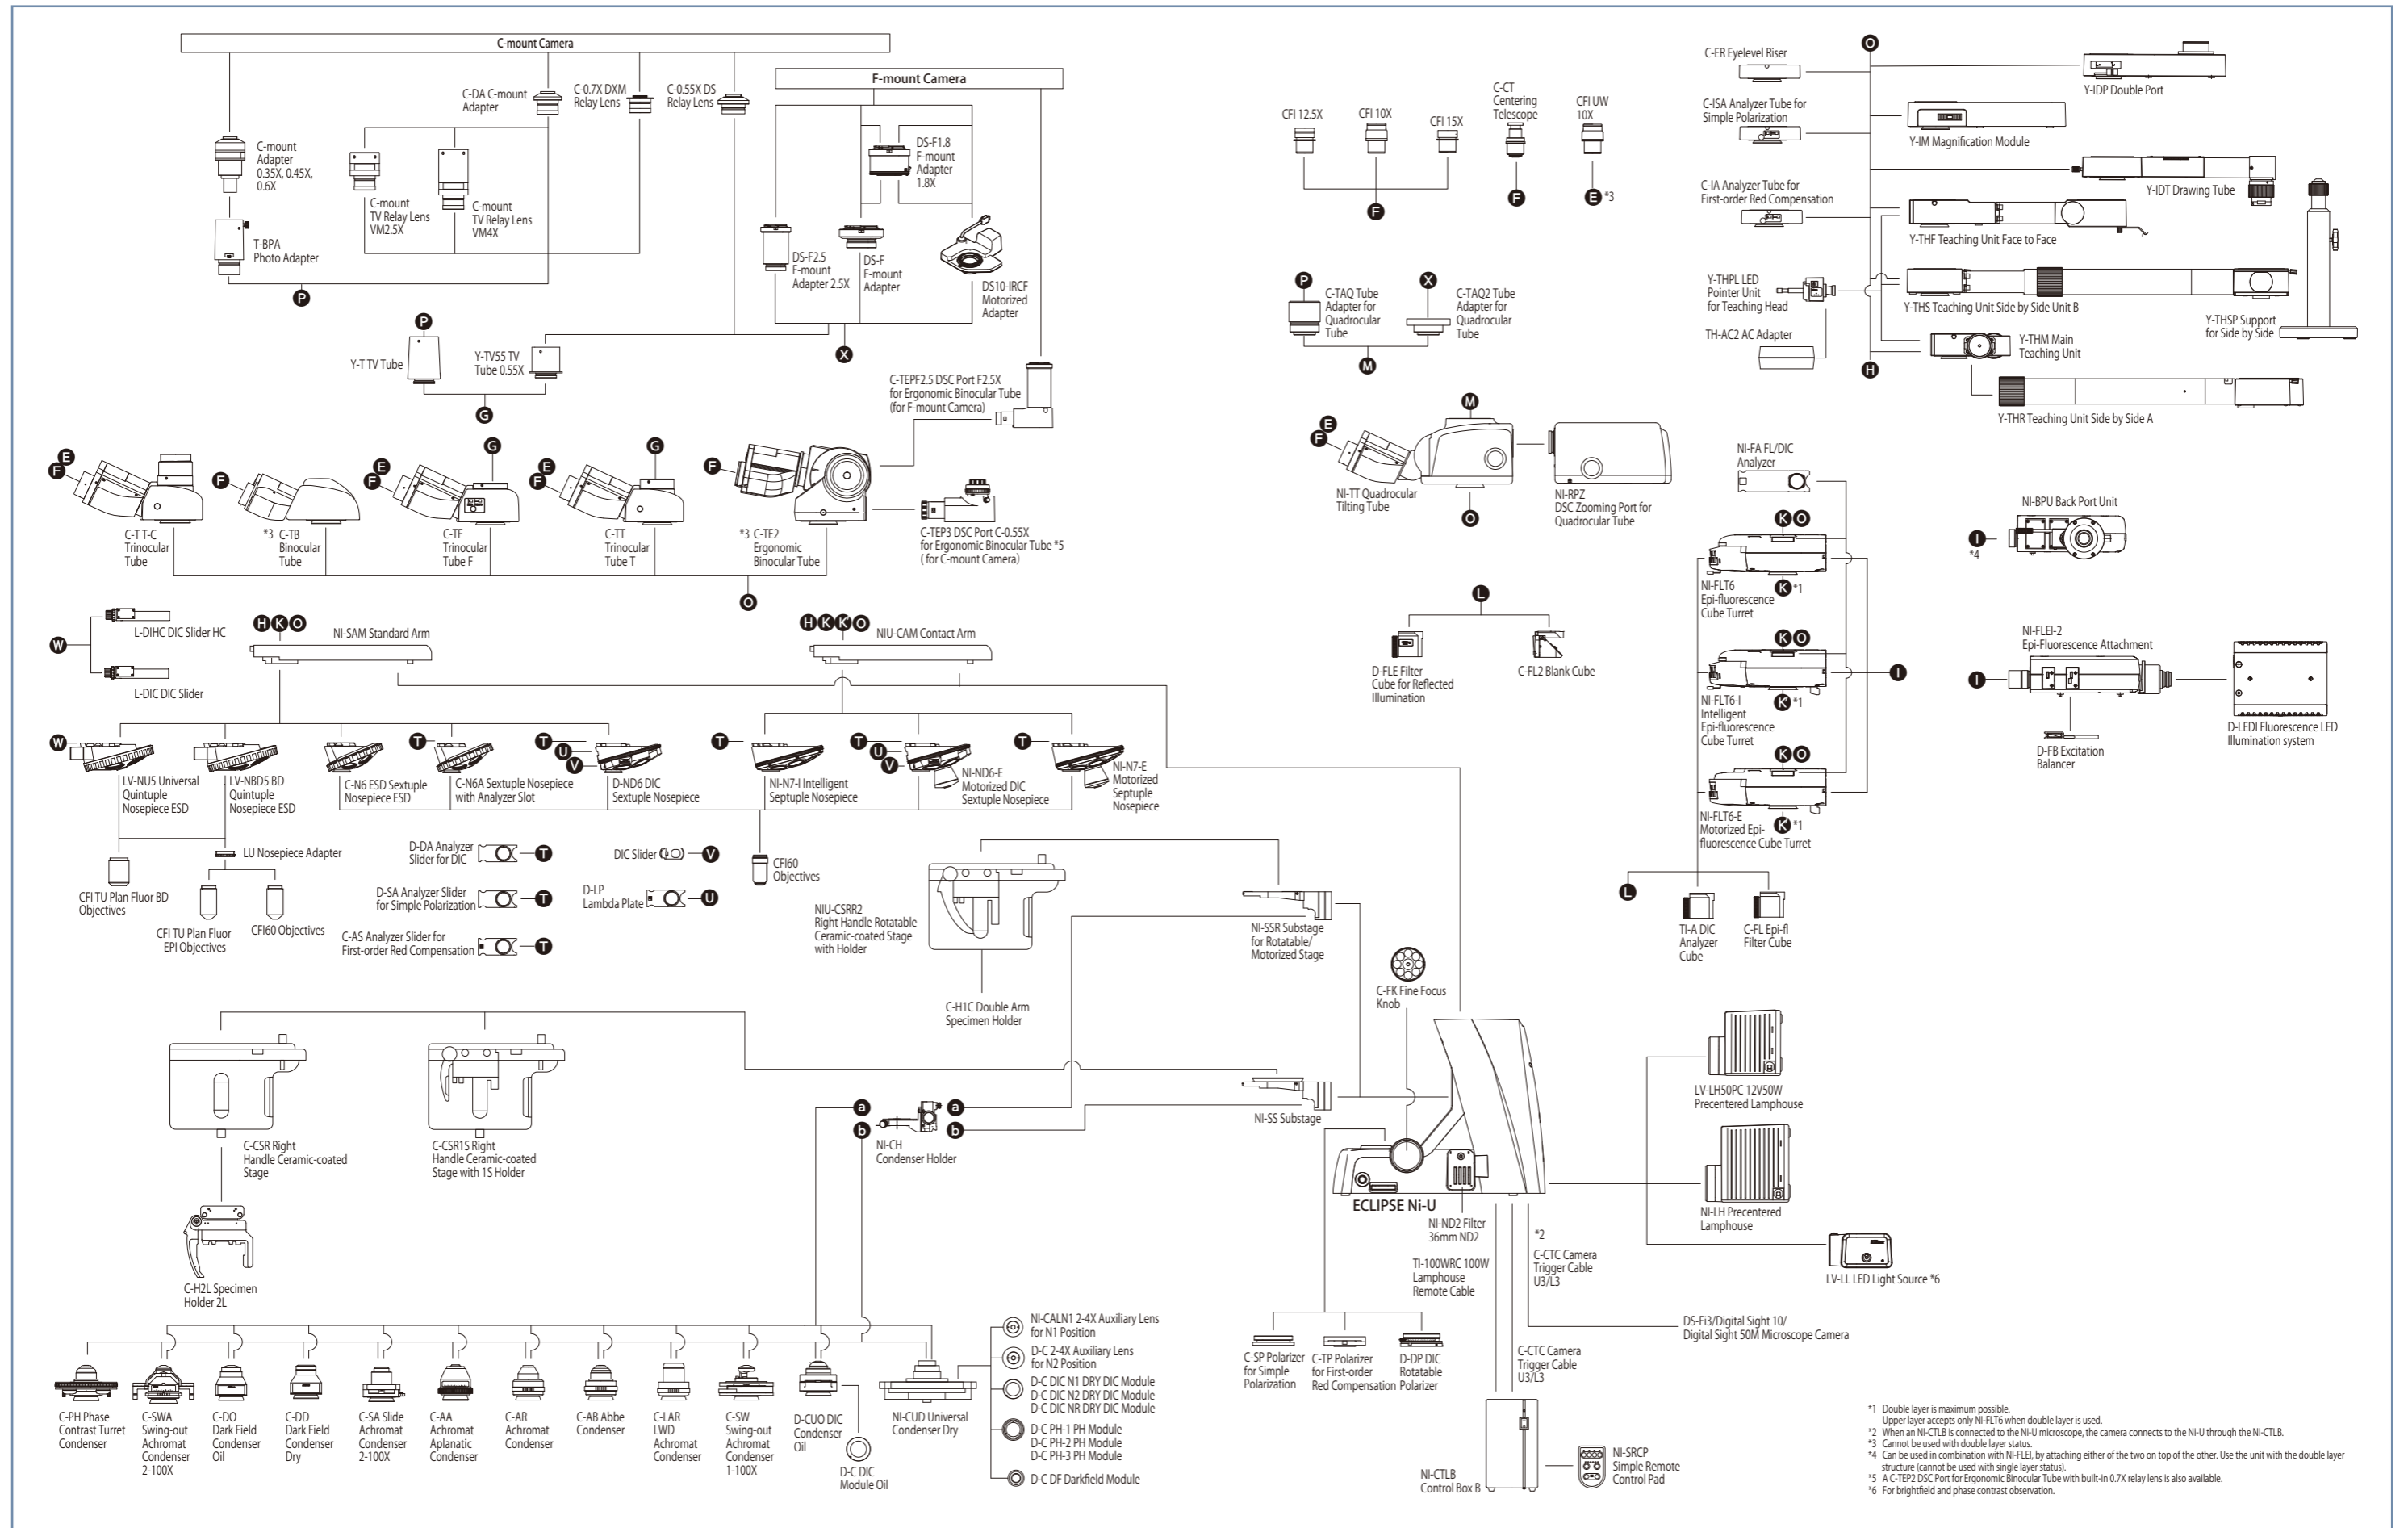 C-mount Camera
F-mount Camera
C-DA C-mount
Adapter
C-0.7X DXM
Relay Lens
C-0.55X DS
Relay Lens
C-mount
Adapter
0.35X, 0.45X,
0.6X
C-mount
TV Relay Lens
VM2.5X
C-mount
TV Relay Lens
VM4X
T-BPA
Photo Adapter
P
DS-F1.8
F-mount
Adapter
1.8X
DS-F2.5
F-mount
Adapter 2.5X
DS-F
F-mount
Adapter
DS10-IRCF
Motorized
Adapter
X
P
Y-T TV Tube
Y-TV55 TV
Tube 0.55X
G
C-TEPF2.5 DSC Port F2.5X
for Ergonomic Binocular Tube
(for F-mount Camera)
E
F
C-T T-C
Trinocular
Tube
F
*3 C-TB
Binocular
Tube
E
F
G
C-TF
Trinocular
Tube F
E
F
G
C-TT
Trinocular
Tube T
F
*3 C-TE2
Ergonomic
Binocular Tube
C-TEP3 DSC Port C-0.55X
for Ergonomic Binocular Tube *5
( for C-mount Camera)
O
CFI 12.5X
CFI 10X
CFI 15X
F
C-CT
Centering
Telescope
F
CFI UW
10X
E *3
P
C-TAQ Tube
Adapter for
Quadrocular
Tube
X
C-TAQ2 Tube
Adapter for
Quadrocular
Tube
M
M
E
F
NI-TT Quadrocular
Tilting Tube
O
NI-RPZ
DSC Zooming Port for
Quadrocular Tube
C-ER Eyelevel Riser
C-ISA Analyzer Tube for
Simple Polarization
C-IA Analyzer Tube for
First-order Red Compensation
Y-THPL LED
Pointer Unit
for Teaching Head
TH-AC2 AC Adapter
O
H
Y-IDP Double Port
Y-IM Magnification Module
Y-IDT Drawing Tube
Y-THF Teaching Unit Face to Face
Y-THS Teaching Unit Side by Side Unit B
Y-THSP Support
for Side by Side
Y-THM Main
Teaching Unit
Y-THR Teaching Unit Side by Side A
NI-FA FL/DIC
Analyzer
K O
NI-FLT6
Epi-fluorescence
Cube Turret
K *1
K O
NI-FLT6-I
Intelligent
Epi-fluorescence
Cube Turret
K' *1
K O
NI-FLT6-E
Motorized Epi-
fluorescence Cube Turret
K' *1
I
L
TI-A DIC
Analyzer
Cube
C-FL Epi-fl
Filter Cube
NI-BPU Back Port Unit
I
*4
NI-FLEI-2
Epi-Fluorescence Attachment
I
D-FB Excitation
Balancer
D-LEDI Fluorescence LED
Illumination system
L
D-FLE Filter
Cube for Reflected
Illumination
C-FL2 Blank Cube
W
L-DIHC DIC Slider HC
L-DIC DIC Slider
H K O
NI-SAM Standard Arm
H K K' O
NIU-CAM Contact Arm
W
LV-NU5 Universal
Quintuple
Nosepiece ESD
LV-NBD5 BD
Quintuple
Nosepiece ESD
C-N6 ESD Sextuple
Nosepiece ESD
T
C-N6A Sextuple Nosepiece
with Analyzer Slot
T
U
V
D-ND6 DIC
Sextuple Nosepiece
T
NI-N7-I Intelligent
Septuple Nosepiece
T
U
V
NI-ND6-E
Motorized DIC
Sextuple Nosepiece
T
NI-N7-E
Motorized
Septuple
Nosepiece
CFI TU Plan Fluor BD
Objectives
LU Nosepiece Adapter
CFI TU Plan Fluor
EPI Objectives
CFI60 Objectives
D-DA Analyzer
Slider for DIC
T
D-SA Analyzer Slider
for Simple Polarization
T
C-AS Analyzer Slider for
First-order Red Compensation
T
DIC Slider
V
D-LP
Lambda Plate
U
CFI60
Objectives
NIU-CSRR2
Right Handle Rotatable
Ceramic-coated Stage
with Holder
C-H1C Double Arm
Specimen Holder
NI-SSR Substage
for Rotatable/
Motorized Stage
C-FK Fine Focus
Knob
NI-SS Substage
C-CSR Right
Handle Ceramic-coated
Stage
C-CSR1S Right
Handle Ceramic-coated
Stage with 1S Holder
C-H2L Specimen
Holder 2L
a
b
a
b
NI-CH
Condenser Holder
ECLIPSE Ni-U
NI-ND2 Filter
36mm ND2
TI-100WRC 100W
Lamphouse
Remote Cable
*2
C-CTC Camera
Trigger Cable
U3/L3
LV-LH50PC 12V50W
Precentered Lamphouse
NI-LH Precentered
Lamphouse
LV-LL LED Light Source *6
DS-Fi3/Digital Sight 10/
Digital Sight 50M Microscope Camera
C-SP Polarizer
for Simple
Polarization
C-TP Polarizer
for First-order
Red Compensation
D-DP DIC
Rotatable
Polarizer
C-CTC Camera
Trigger Cable
U3/L3
NI-CTLB
Control Box B
NI-SRCP
Simple Remote
Control Pad
C-PH Phase
Contrast Turret
Condenser
C-SWA
Swing-out
Achromat
Condenser
2-100X
C-DO
Dark Field
Condenser
Oil
C-DD
Dark Field
Condenser
Dry
C-SA Slide
Achromat
Condenser
2-100X
C-AA
Achromat
Aplanatic
Condenser
C-AR
Achromat
Condenser
C-AB Abbe
Condenser
C-LAR
LWD
Achromat
Condenser
C-SW
Swing-out
Achromat
Condenser
1-100X
D-CUO DIC
Condenser
Oil
D-C DIC
Module Oil
NI-CUD Universal
Condenser Dry
NI-CALN1 2-4X Auxiliary Lens
for N1 Position
D-C 2-4X Auxiliary Lens
for N2 Position
D-C DIC N1 DRY DIC Module
D-C DIC N2 DRY DIC Module
D-C DIC NR DRY DIC Module
D-C PH-1 PH Module
D-C PH-2 PH Module
D-C PH-3 PH Module
D-C DF Darkfield Module
*1 Double layer is maximum possible.
Upper layer accepts only NI-FLT6 when double layer is used.
*2 When an NI-CTLB is connected to the Ni-U microscope, the camera connects to the Ni-U through the NI-CTLB.
*3 Cannot be used with double layer status.
*4 Can be used in combination with NI-FLEI, by attaching either of the two on top of the other. Use the unit with the double layer
structure (cannot be used with single layer status).
*5 A C-TEP2 DSC Port for Ergonomic Binocular Tube with built-in 0.7X relay lens is also available.
*6 For brightfield and phase contrast observation.